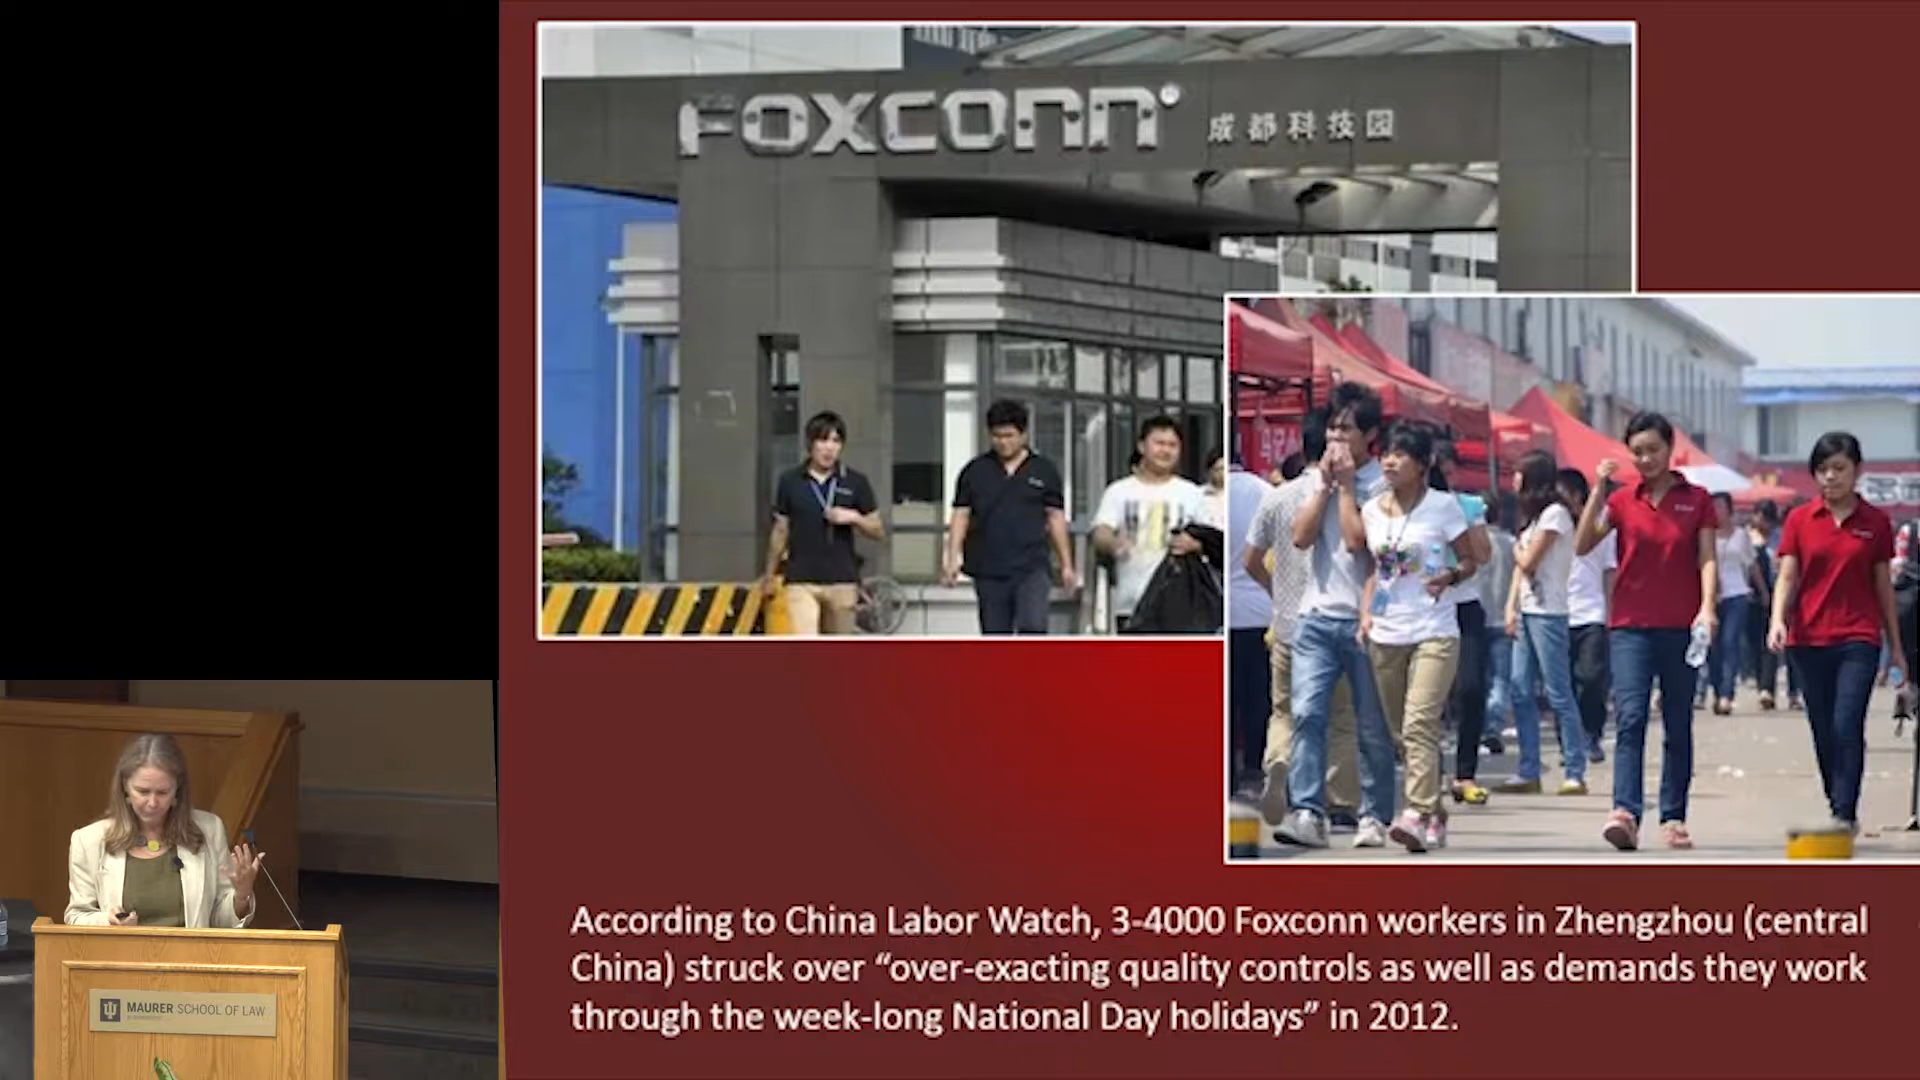 FOXCONN
成都科技园
According to China Labor Watch, 3-4000 Foxconn workers in Zhengzhou (central
China) struck over “over-exacting quality controls as well as demands they work
through the week-long National Day holidays” in 2012.
MAURER SCHOOL OF LAW